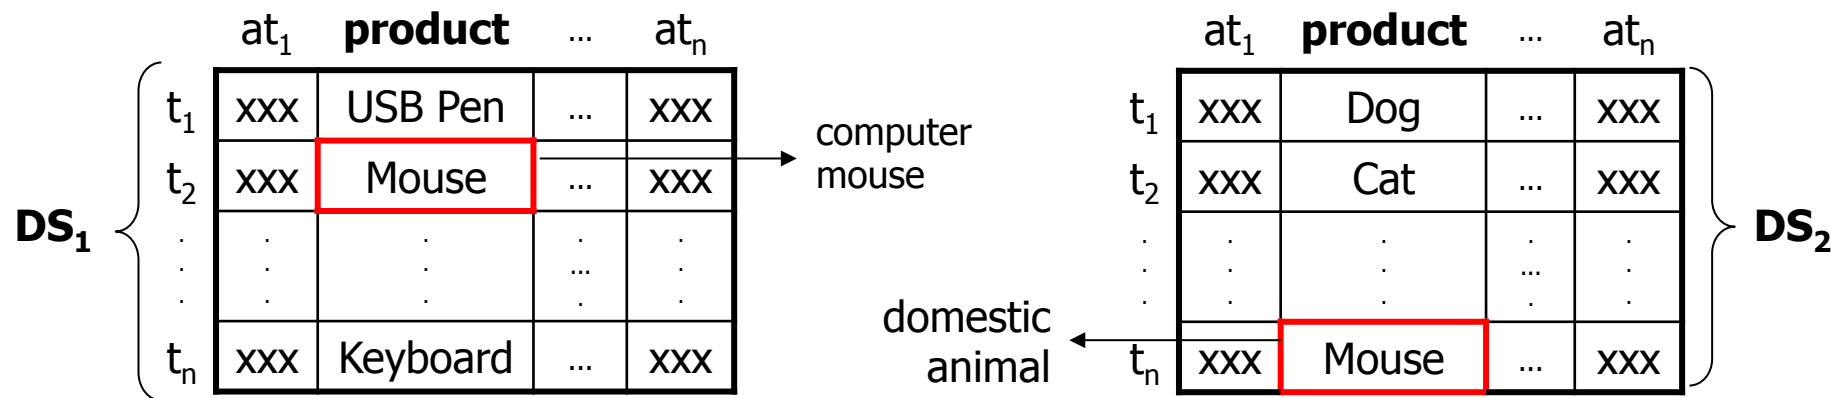 at₁ product ... atₙ
t₁ xxx USB Pen ... xxx
t₂ xxx Mouse ... xxx
. . . . .
. . . ... .
. . . . .
tₙ xxx Keyboard ... xxx
DS₁
computer
mouse
at₁ product ... atₙ
t₁ xxx Dog ... xxx
t₂ xxx Cat ... xxx
. . . . .
. . . ... .
. . . . .
tₙ xxx Mouse ... xxx
DS₂
domestic
animal